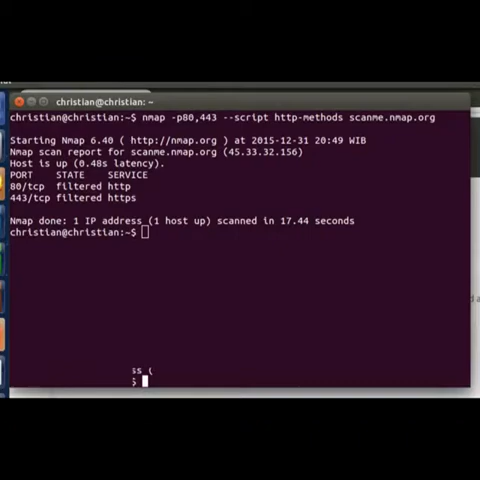 christian@christian: ~
christian@christian:~$ nmap -p80,443 --script http-methods scanme.nmap.org
Starting Nmap 6.40 ( http://nmap.org ) at 2015-12-31 20:49 WIB
Nmap scan report for scanme.nmap.org (45.33.32.156)
Host is up (0.48s latency).
PORT    STATE    SERVICE
80/tcp  filtered http
443/tcp filtered https
Nmap done: 1 IP address (1 host up) scanned in 17.44 seconds
christian@christian:~$
ss (
$